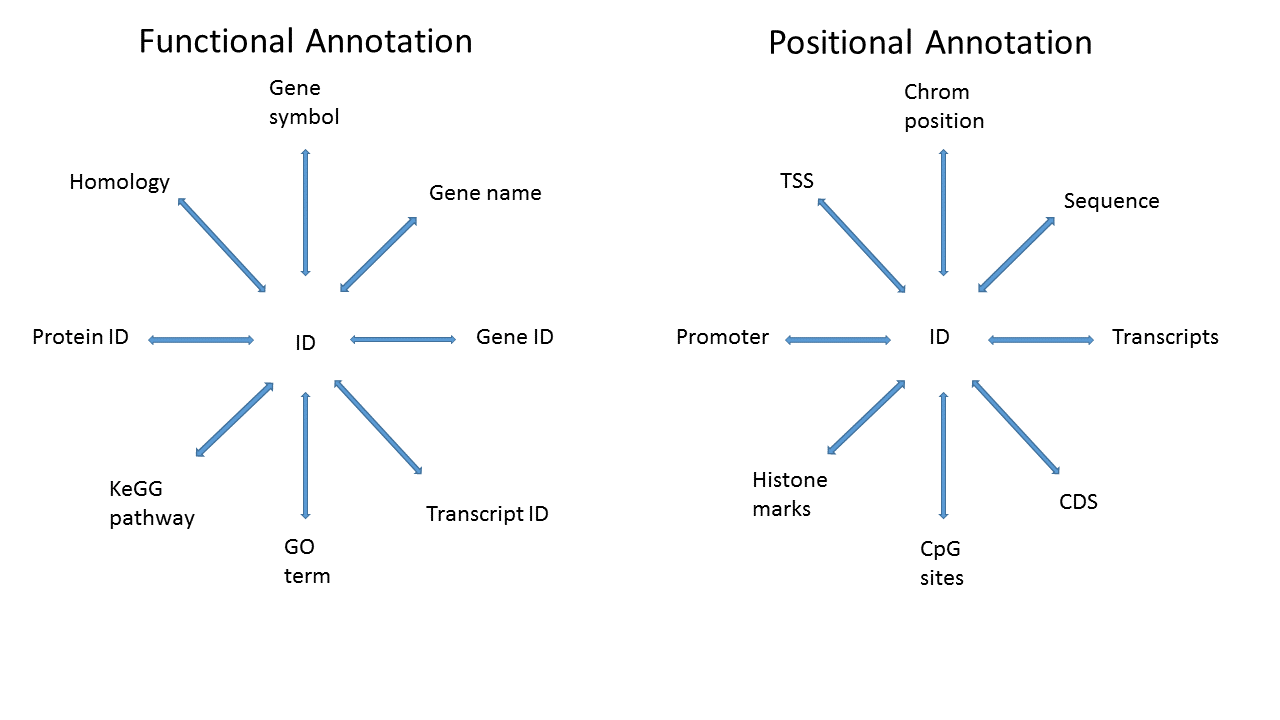 Functional Annotation
Gene
symbol
Homology
Gene name
Protein ID
ID
Gene ID
KeGG
pathway
Transcript ID
GO
term
Positional Annotation
Chrom
position
TSS
Sequence
Promoter
ID
Transcripts
Histone
marks
CDS
CpG
sites